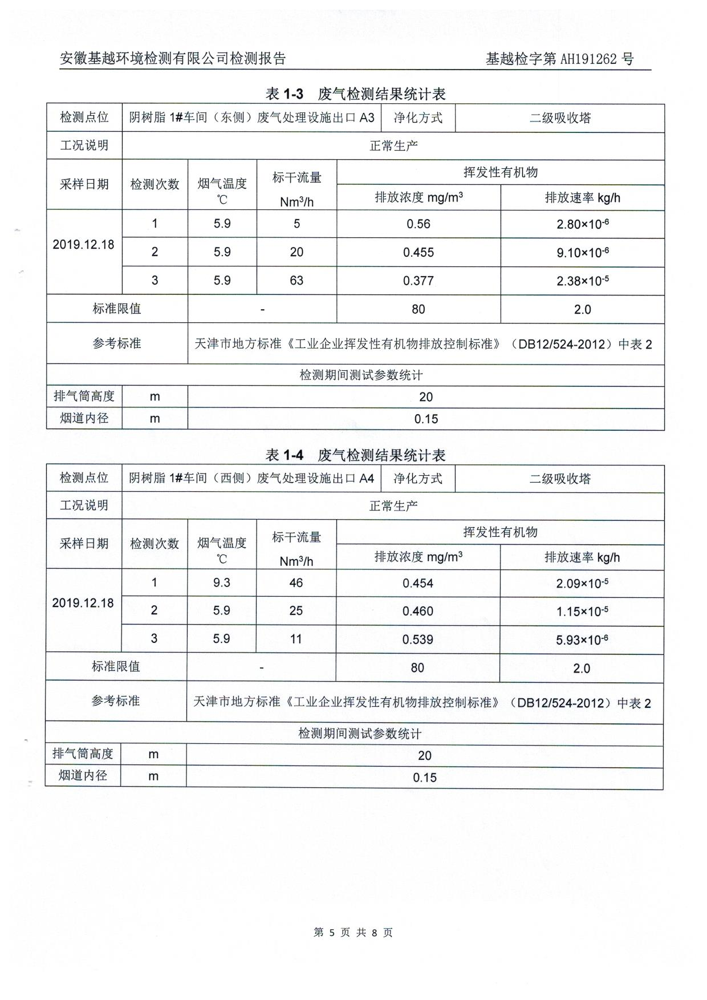 安徽基越环境检测有限公司检测报告 基越检字第 AH191262 号
表 1-3 废气检测结果统计表
检测点位 阴树脂 1#车间（东侧）废气处理设施出口 A3 净化方式 二级吸收塔
工况说明 正常生产
采样日期 检测次数 烟气温度 ℃ 标干流量 Nm³/h 挥发性有机物
排放浓度 mg/m³ 排放速率 kg/h
2019.12.18
1 5.9 5 0.56 2.80×10⁻⁶
2 5.9 20 0.455 9.10×10⁻⁶
3 5.9 63 0.377 2.38×10⁻⁵
标准限值 - 80 2.0
参考标准 天津市地方标准《工业企业挥发性有机物排放控制标准》（DB12/524-2012）中表 2
检测期间测试参数统计
排气筒高度 m 20
烟道内径 m 0.15
表 1-4 废气检测结果统计表
检测点位 阴树脂 1#车间（西侧）废气处理设施出口 A4 净化方式 二级吸收塔
工况说明 正常生产
采样日期 检测次数 烟气温度 ℃ 标干流量 Nm³/h 挥发性有机物
排放浓度 mg/m³ 排放速率 kg/h
2019.12.18
1 9.3 46 0.454 2.09×10⁻⁵
2 5.9 25 0.460 1.15×10⁻⁵
3 5.9 11 0.539 5.93×10⁻⁶
标准限值 - 80 2.0
参考标准 天津市地方标准《工业企业挥发性有机物排放控制标准》（DB12/524-2012）中表 2
检测期间测试参数统计
排气筒高度 m 20
烟道内径 m 0.15
第 5 页 共 8 页